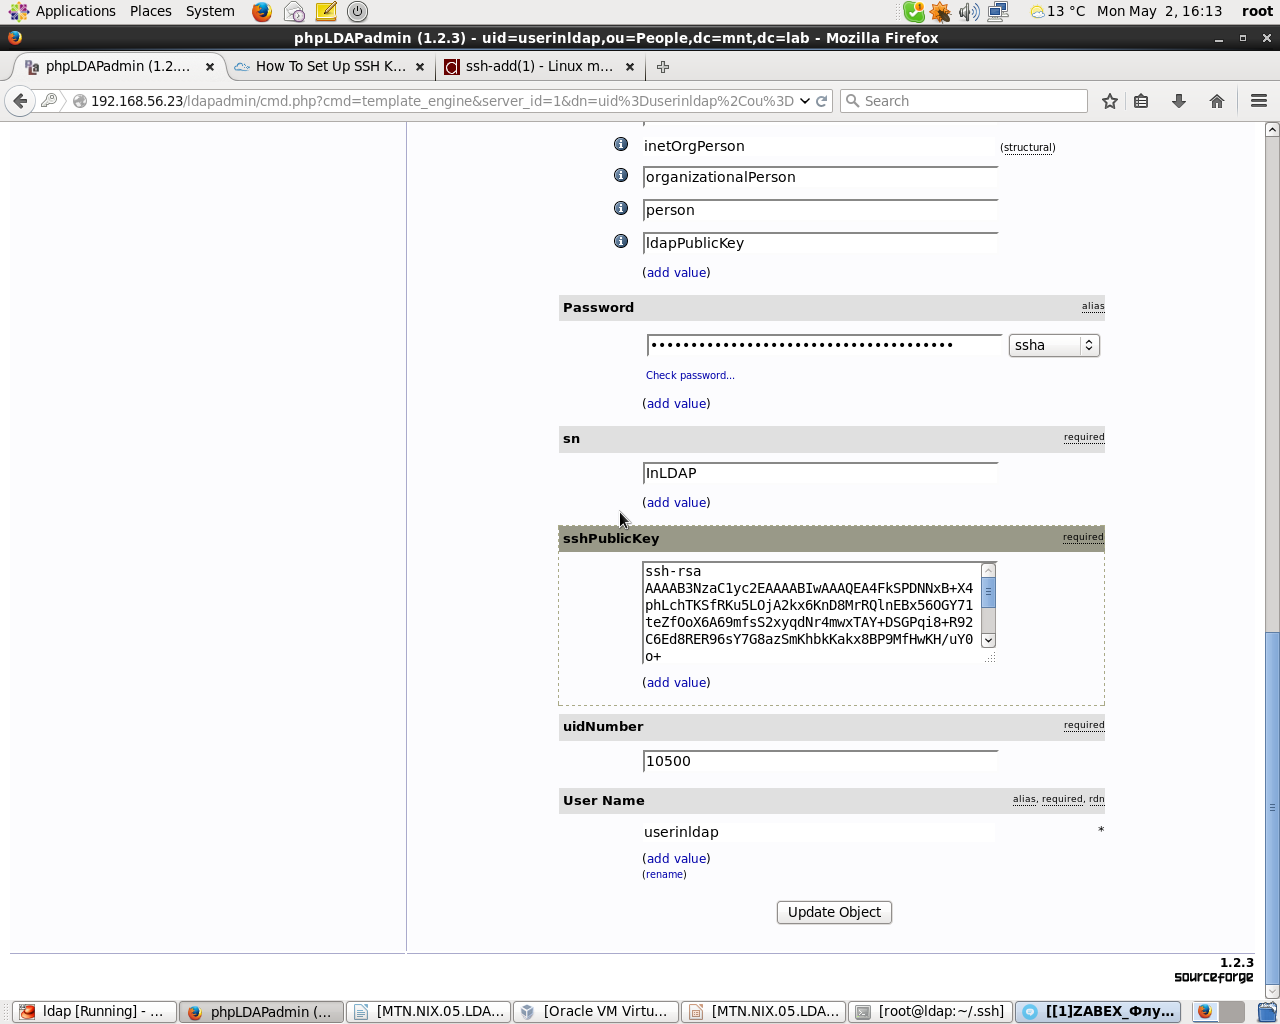 Applications Places System 13 °C Mon May 2, 16:13 root
phpLDAPadmin (1.2.3) - uid=userinldap,ou=People,dc=mnt,dc=lab - Mozilla Firefox
phpLDAPadmin (1.2.... How To Set Up SSH K... ssh-add(1) - Linux m...
192.168.56.23/ldapadmin/cmd.php?cmd=template_engine&server_id=1&dn=uid%3Duserinldap%2Cou%3D Search
inetOrgPerson (structural)
organizationalPerson
person
ldapPublicKey
(add value)
Password alias
ssha
Check password...
(add value)
sn required
InLDAP
(add value)
sshPublicKey required
ssh-rsa
AAAAB3NzaC1yc2EAAAABIwAAAQEA4FkSPDNNxB+X4
phLchTKSfRKu5LOjA2kx6KnD8MrRQlnEBx56OGY71
teZfOoX6A69mfsS2xyqdNr4mwxTAY+DSGPqi8+R92
C6Ed8RER96sY7G8azSmKhbkKakx8BP9MfHwKH/uY0
o+
(add value)
uidNumber required
10500
User Name alias, required, rdn
userinldap *
(add value)
(rename)
Update Object
1.2.3
sourceforge
ldap [Running] - ... phpLDAPadmin (... [MTN.NIX.05.LDA... [Oracle VM Virtu... [MTN.NIX.05.LDA... [root@ldap:~/.ssh] [[1]ZABEX_Флу...